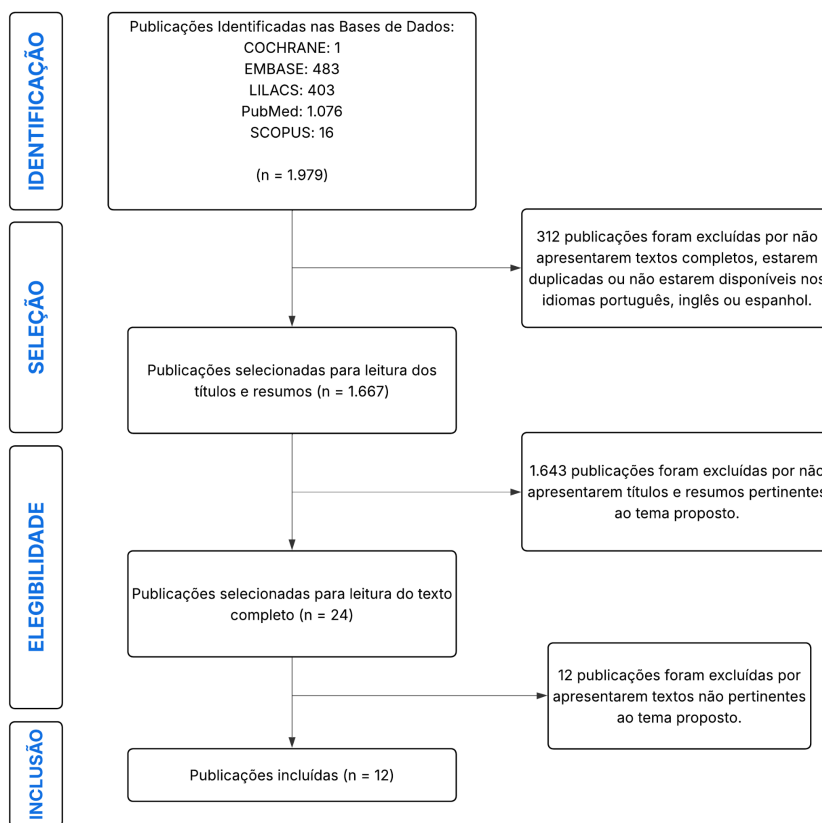 IDENTIFICAÇÃO
Publicações Identificadas nas Bases de Dados:
COCHRANE: 1
EMBASE: 483
LILACS: 403
PubMed: 1.076
SCOPUS: 16
(n = 1.979)
SELEÇÃO
312 publicações foram excluídas por não
apresentarem textos completos, estarem
duplicadas ou não estarem disponíveis nos
idiomas português, inglês ou espanhol.
Publicações selecionadas para leitura dos
títulos e resumos (n = 1.667)
ELEGIBILIDADE
1.643 publicações foram excluídas por não
apresentarem títulos e resumos pertinentes
ao tema proposto.
Publicações selecionadas para leitura do texto
completo (n = 24)
12 publicações foram excluídas por
apresentarem textos não pertinentes
ao tema proposto.
INCLUSÃO
Publicações incluídas (n = 12)